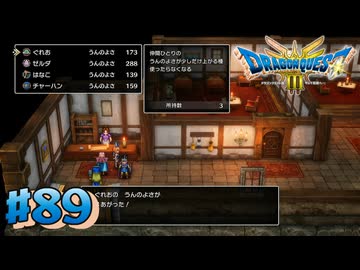 ぐれお うんのよさ 173
ゼルダ うんのよさ 288
はなこ うんのよさ 139
チャーハン うんのよさ 159
仲間ひとりの
うんのよさが少しだけ上がる種
使ったらなくなる
所持数 3
DRAGON QUEST
III
ぐれおの うんのよさが
あがった!
#89